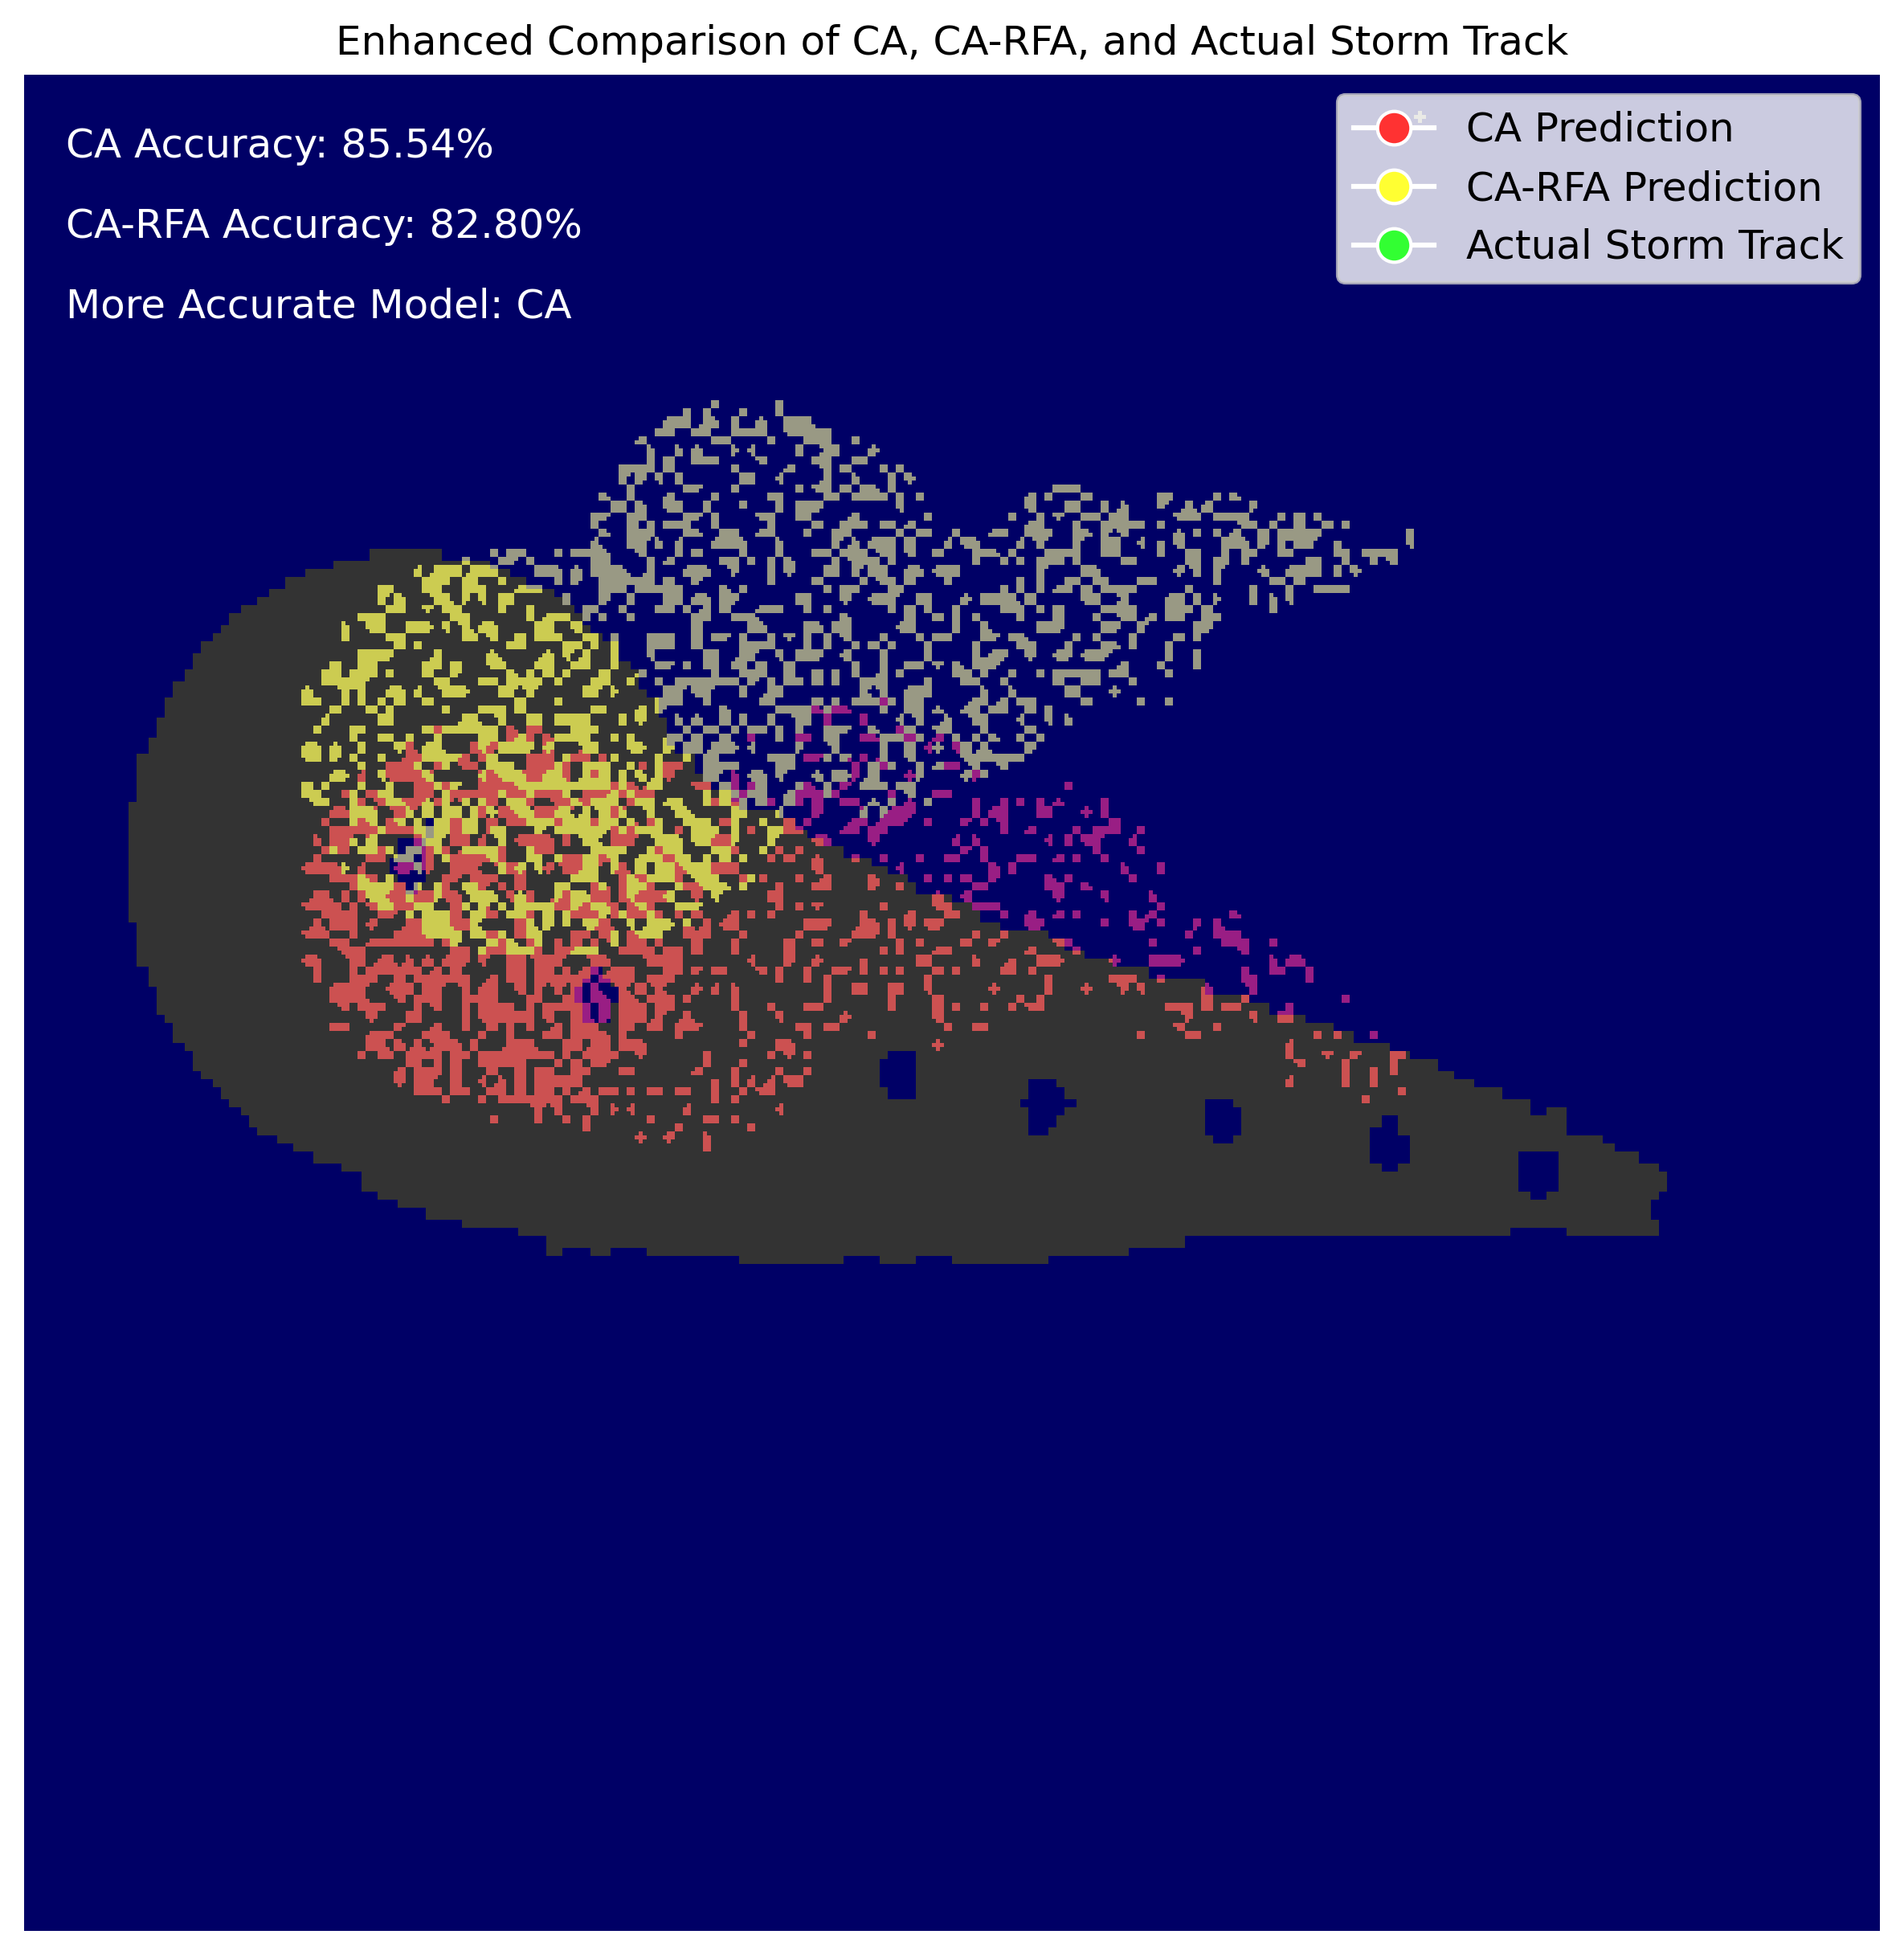 Enhanced Comparison of CA, CA-RFA, and Actual Storm Track
CA Accuracy: 85.54%
CA-RFA Accuracy: 82.80%
More Accurate Model: CA
CA Prediction
CA-RFA Prediction
Actual Storm Track